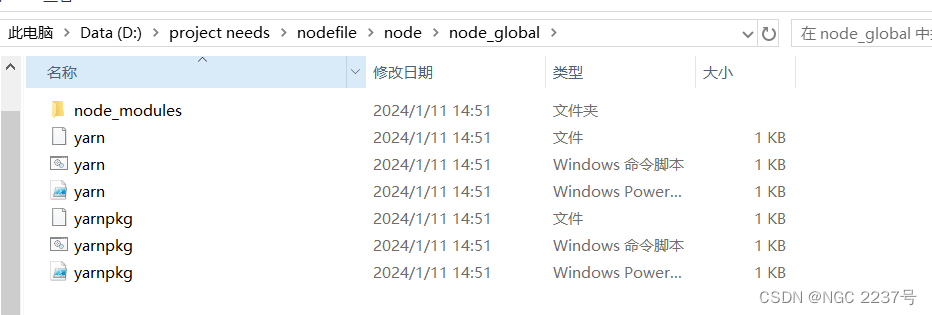 此电脑 > Data (D:) > project needs > nodefile > node > node_global >
在 node_global 中
名称 修改日期 类型 大小
node_modules 2024/1/11 14:51 文件夹
yarn 2024/1/11 14:51 文件 1 KB
yarn 2024/1/11 14:51 Windows 命令脚本 1 KB
yarn 2024/1/11 14:51 Windows Power... 1 KB
yarnpkg 2024/1/11 14:51 文件 1 KB
yarnpkg 2024/1/11 14:51 Windows 命令脚本 1 KB
yarnpkg 2024/1/11 14:51 Windows Power... 1 KB
CSDN @NGC 2237号